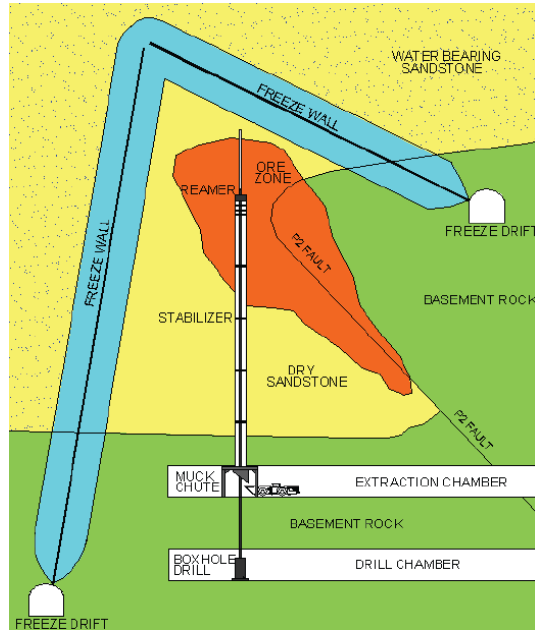 WATER BEARING
SANDSTONE
FREEZE WALL
ORE
ZONE
REAMER
FREEZE DRIFT
P2 FAULT
FREEZE WALL
BASEMENT ROCK
STABILIZER
DRY
SANDSTONE
P2 FAULT
MUCK
CHUTE
EXTRACTION CHAMBER
BASEMENT ROCK
BOXHOLE
DRILL
DRILL CHAMBER
FREEZE DRIFT